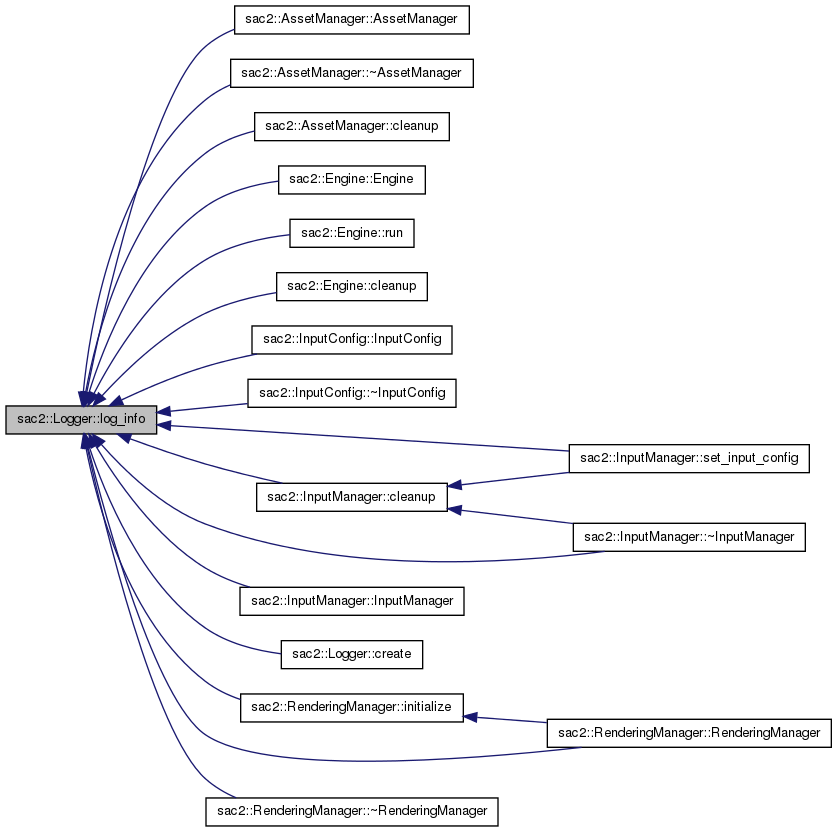 sac2::AssetManager::AssetManager
sac2::AssetManager::~AssetManager
sac2::AssetManager::cleanup
sac2::Engine::Engine
sac2::Engine::run
sac2::Engine::cleanup
sac2::InputConfig::InputConfig
sac2::InputConfig::~InputConfig
sac2::Logger::log_info
sac2::InputManager::set_input_config
sac2::InputManager::cleanup
sac2::InputManager::~InputManager
sac2::InputManager::InputManager
sac2::Logger::create
sac2::RenderingManager::initialize
sac2::RenderingManager::RenderingManager
sac2::RenderingManager::~RenderingManager